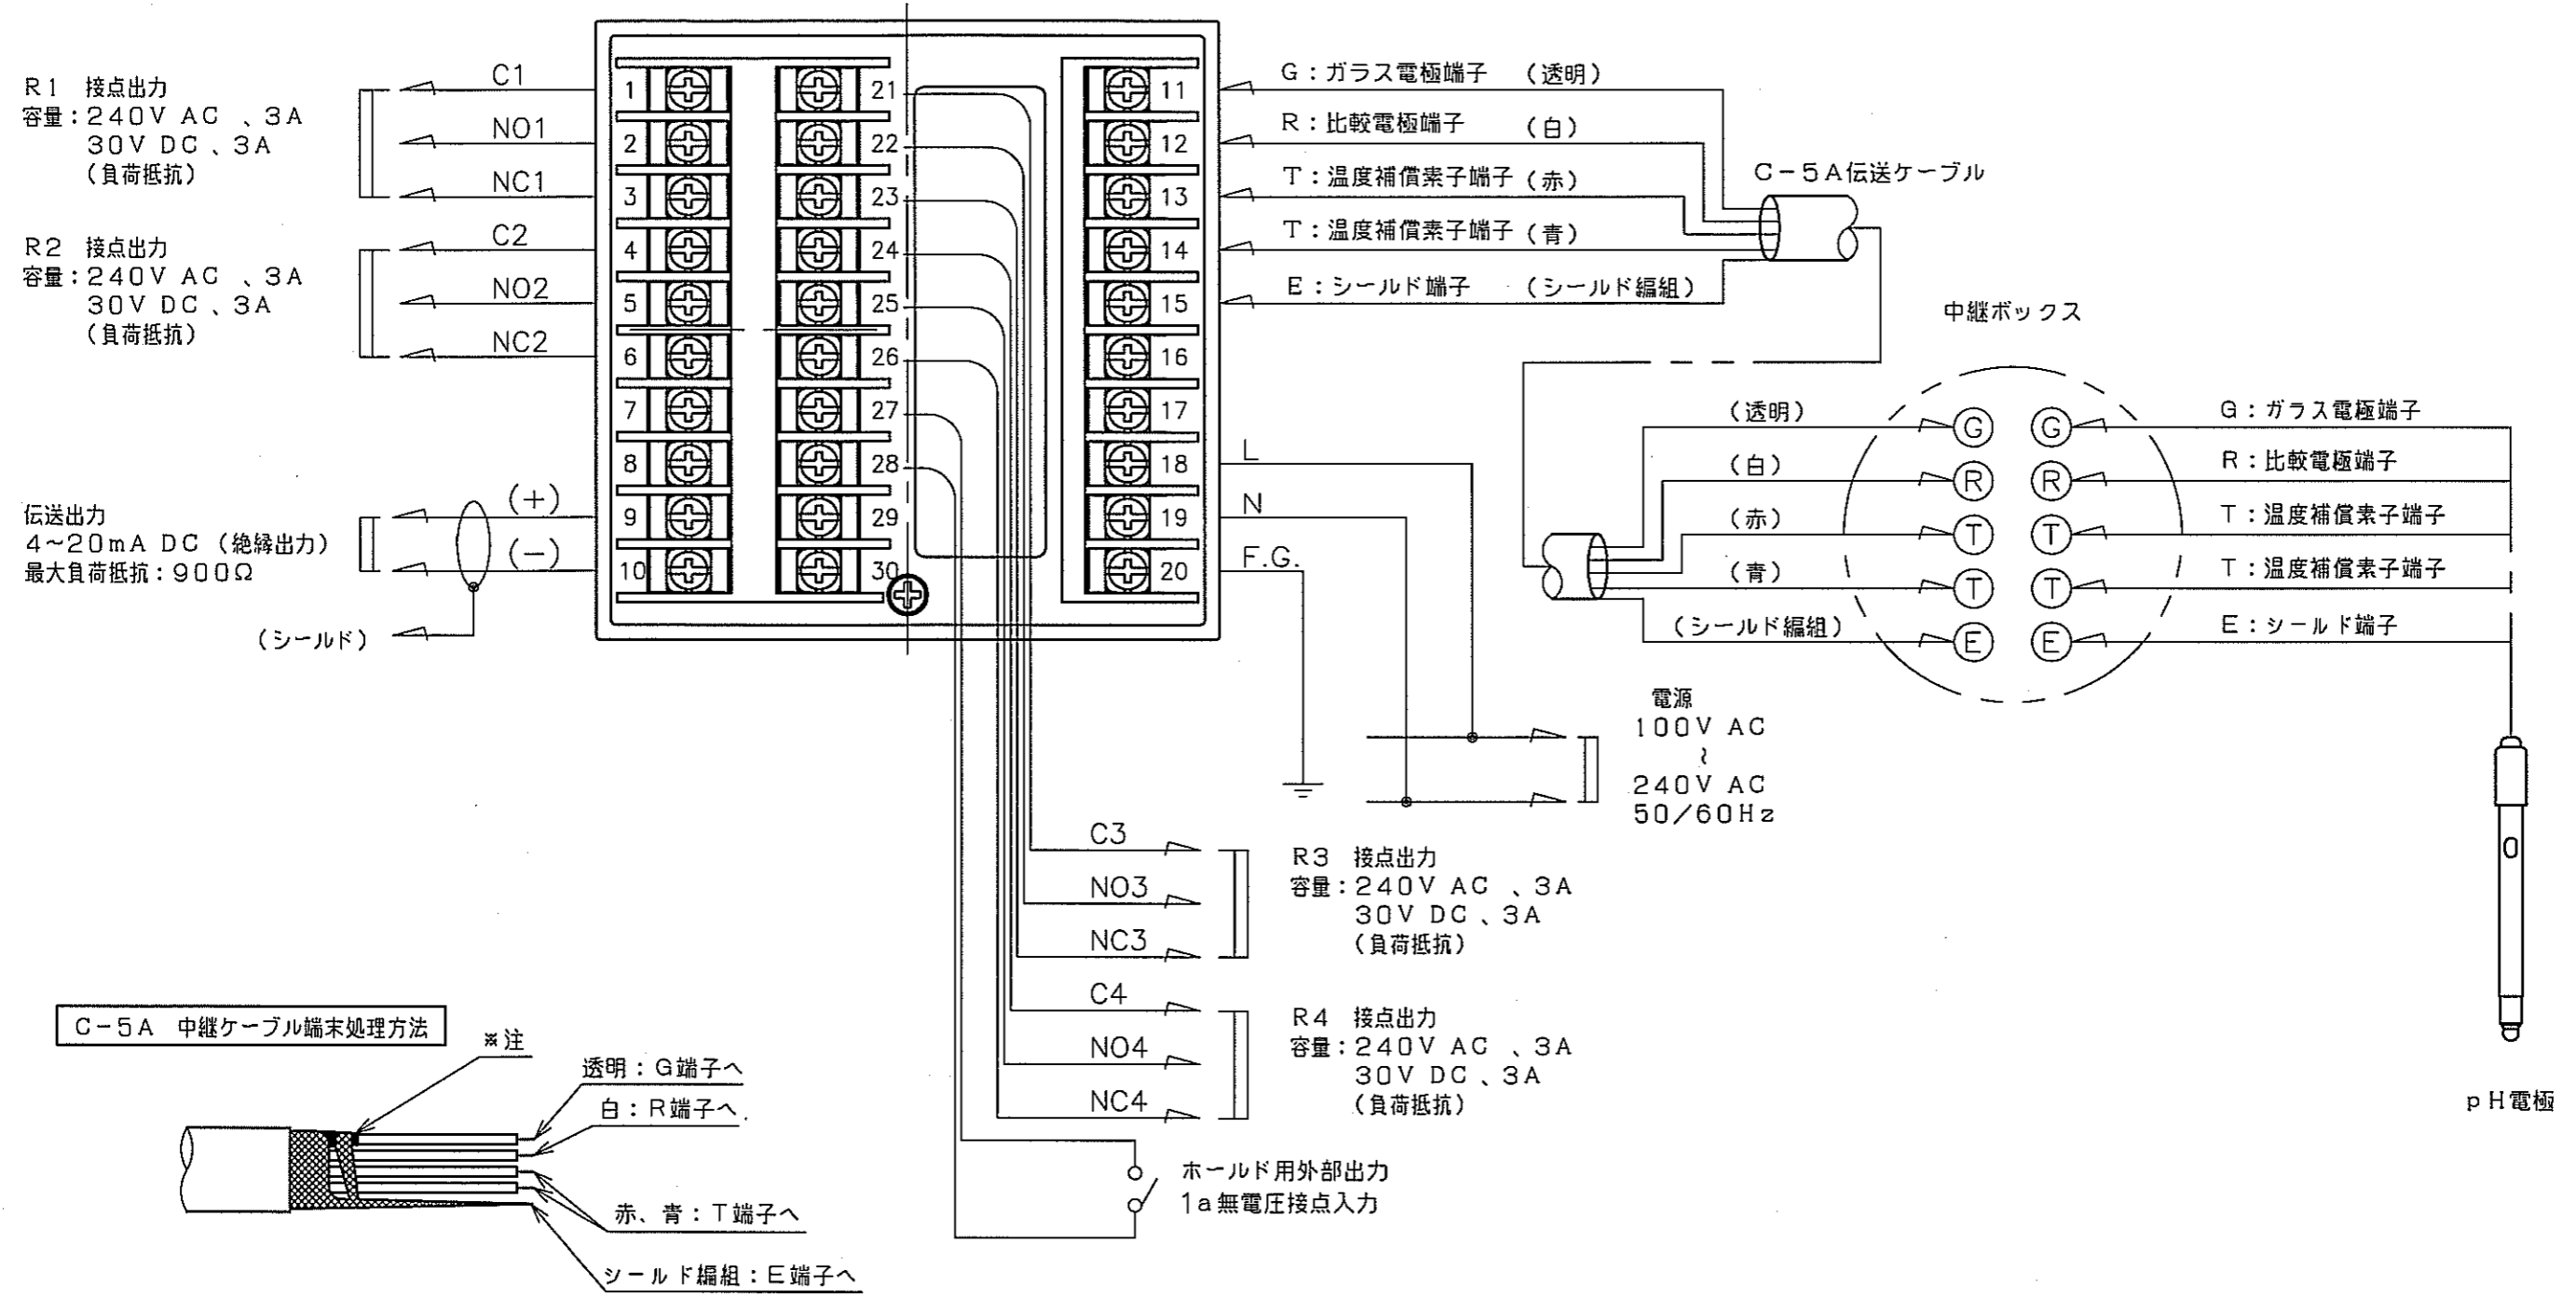 R1 接点出力
容量：240V AC 、3A
30V DC 、3A
(負荷抵抗)
R2 接点出力
容量：240V AC 、3A
30V DC 、3A
(負荷抵抗)
伝送出力
4~20mA DC (絶縁出力)
最大負荷抵抗：900Ω
(シールド)
C1
NO1
NC1
C2
NO2
NC2
(+)
(−)
1
2
3
4
5
6
7
8
9
10
21
22
23
24
25
26
27
28
29
30
11
12
13
14
15
16
17
18
19
20
G：ガラス電極端子 (透明)
R：比較電極端子 (白)
T：温度補償素子端子 (赤)
T：温度補償素子端子 (青)
E：シールド端子 (シールド編組)
L
N
F.G.
C-5A伝送ケーブル
中継ボックス
(透明)
(白)
(赤)
(青)
(シールド編組)
G
R
T
T
E
G
R
T
T
E
G：ガラス電極端子
R：比較電極端子
T：温度補償素子端子
T：温度補償素子端子
E：シールド端子
電源
100V AC
~
240V AC
50/60Hz
pH電極
C3
NO3
NC3
R3 接点出力
容量：240V AC 、3A
30V DC 、3A
(負荷抵抗)
C4
NO4
NC4
R4 接点出力
容量：240V AC 、3A
30V DC 、3A
(負荷抵抗)
ホールド用外部出力
1a無電圧接点入力
C-5A 中継ケーブル端末処理方法
※注
透明：G端子へ
白：R端子へ
赤、青：T端子へ
シールド編組：E端子へ